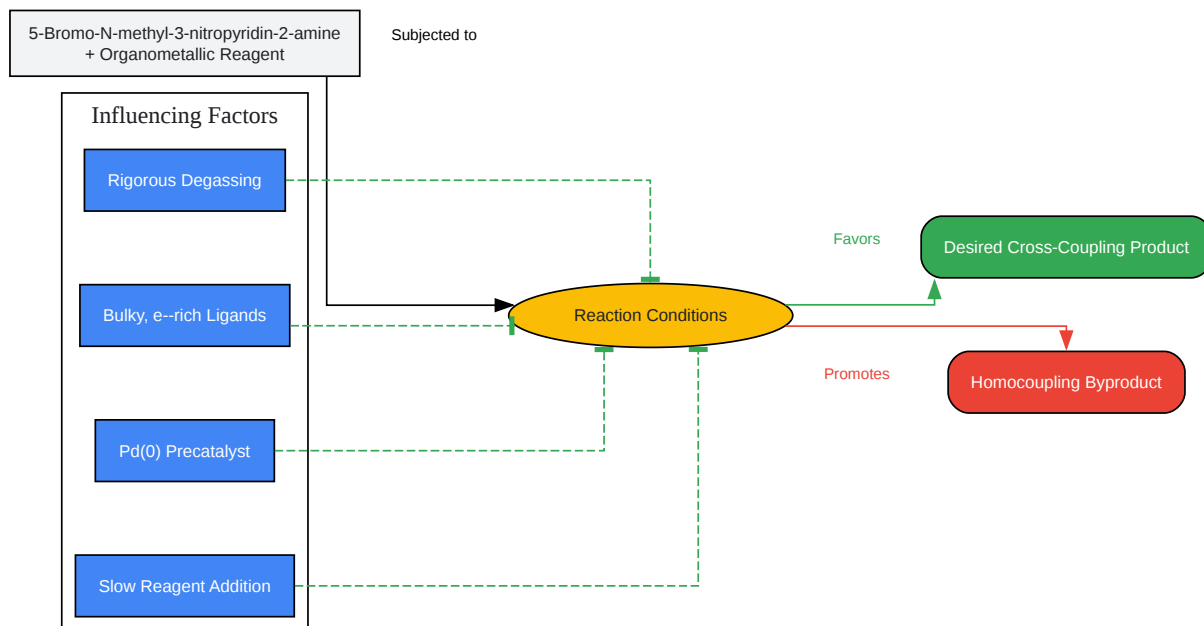 5-Bromo-N-methyl-3-nitropyridin-2-amine
+ Organometallic Reagent
Subjected to
Influencing Factors
Rigorous Degassing
Favors
Desired Cross-Coupling Product
Bulky, e--rich Ligands
Reaction Conditions
Promotes
Homocoupling Byproduct
Pd(0) Precatalyst
Slow Reagent Addition